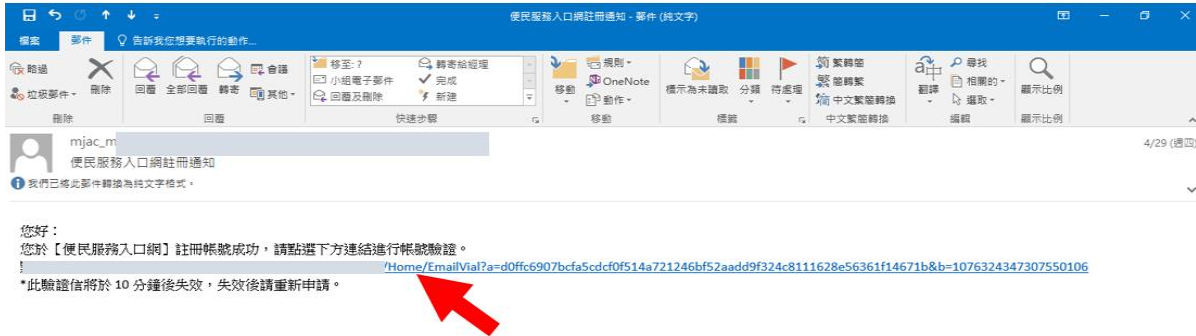 便民服務入口網註冊通知 - 郵件 (純文字)
檔案 郵件 告訴我您想要執行的動作...
略過
垃圾郵件
刪除
回覆 全部回覆 轉寄
會議
其他
移至: ?
小組電子郵件
回覆及刪除
轉寄給經理
完成
新建
移動
規則
OneNote
動作
標示為未讀取 分類 待處理
繁轉簡
簡轉繁
中文繁簡轉換
翻譯
尋找
相關的
選取
顯示比例
刪除 回覆 快速步驟 移動 標籤 中文繁簡轉換 編輯 顯示比例
mjac_m
4/29 (週四)
便民服務入口網註冊通知
我們已將此郵件轉換為純文字格式。
您好：
您於【便民服務入口網】註冊帳號成功，請點選下方連結進行帳號驗證。
/Home/EmailVial?a=d0ffc6907bcfa5cdcf0f514a721246bf52aadd9f324c8111628e56361f14671b&b=1076324347307550106
*此驗證信將於 10 分鐘後失效，失效後請重新申請。